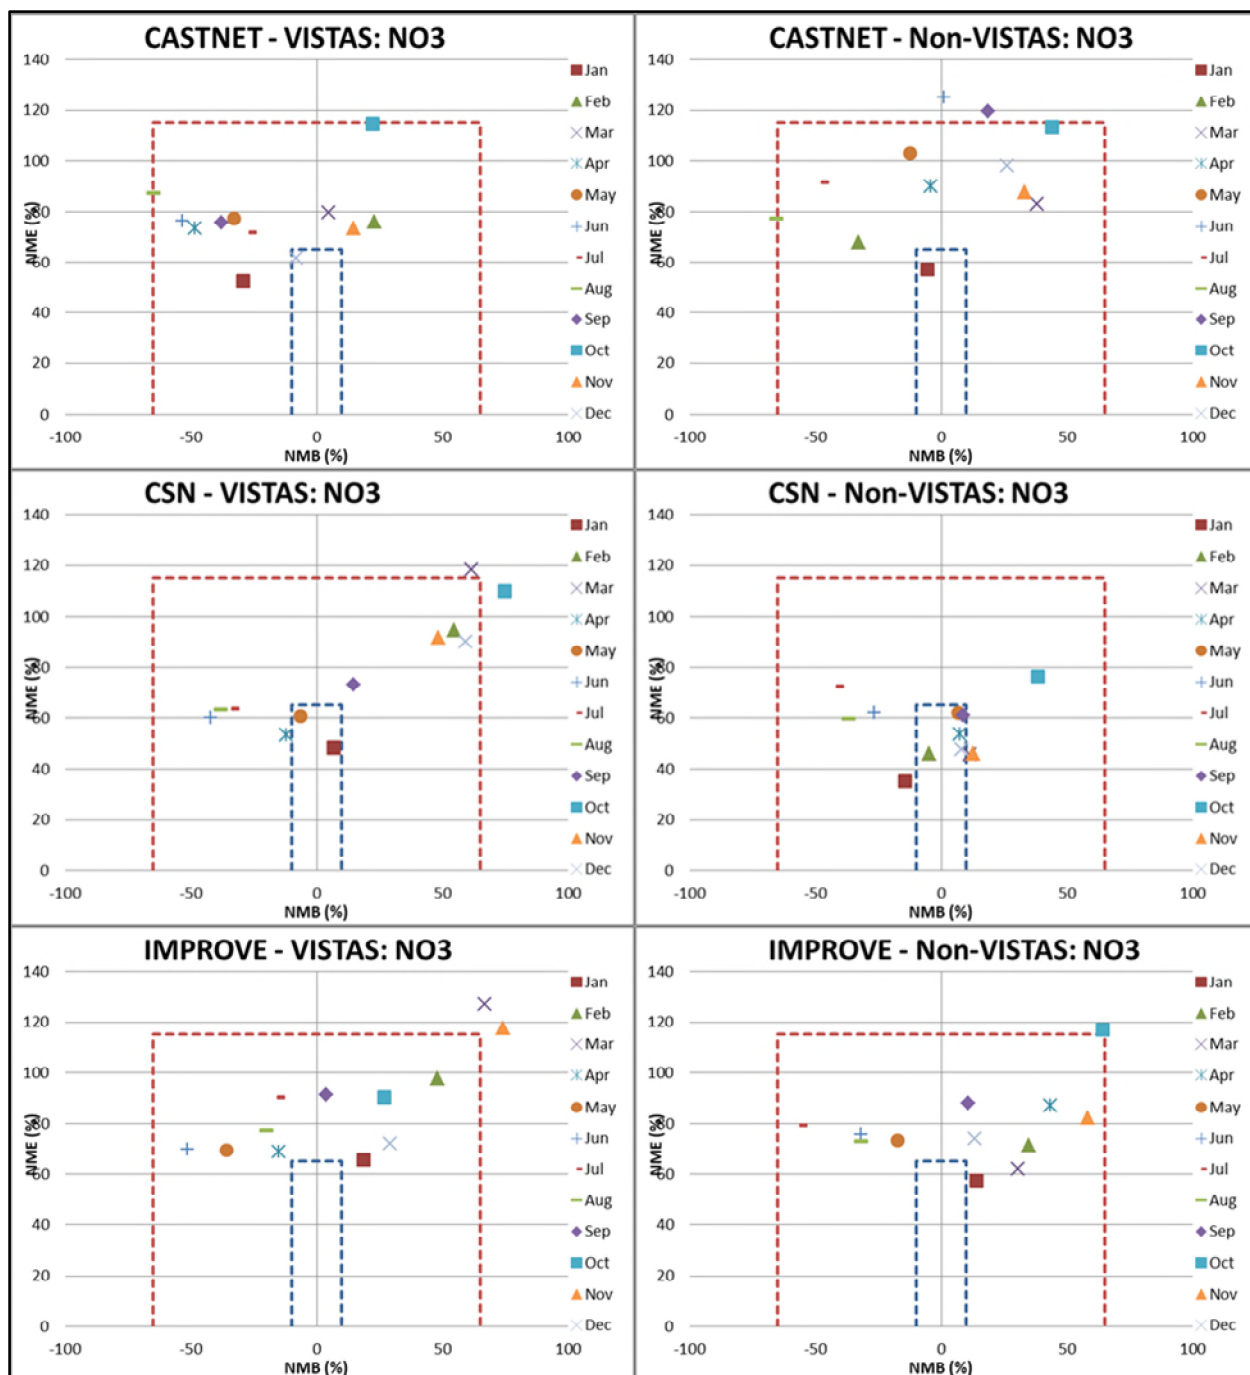 CASTNET - VISTAS: NO3
140
120
100
80
60
40
20
0
NME (%)
-100
-50
0
50
100
NMB (%)
Jan
Feb
Mar
Apr
May
Jun
Jul
Aug
Sep
Oct
Nov
Dec
CASTNET - Non-VISTAS: NO3
140
120
100
80
60
40
20
0
NME (%)
-100
-50
0
50
100
NMB (%)
Jan
Feb
Mar
Apr
May
Jun
Jul
Aug
Sep
Oct
Nov
Dec
CSN - VISTAS: NO3
140
120
100
80
60
40
20
0
NME (%)
-100
-50
0
50
100
NMB (%)
Jan
Feb
Mar
Apr
May
Jun
Jul
Aug
Sep
Oct
Nov
Dec
CSN - Non-VISTAS: NO3
140
120
100
80
60
40
20
0
NME (%)
-100
-50
0
50
100
NMB (%)
Jan
Feb
Mar
Apr
May
Jun
Jul
Aug
Sep
Oct
Nov
Dec
IMPROVE - VISTAS: NO3
140
120
100
80
60
40
20
0
NME (%)
-100
-50
0
50
100
NMB (%)
Jan
Feb
Mar
Apr
May
Jun
Jul
Aug
Sep
Oct
Nov
Dec
IMPROVE - Non-VISTAS: NO3
140
120
100
80
60
40
20
0
NME (%)
-100
-50
0
50
100
NMB (%)
Jan
Feb
Mar
Apr
May
Jun
Jul
Aug
Sep
Oct
Nov
Dec